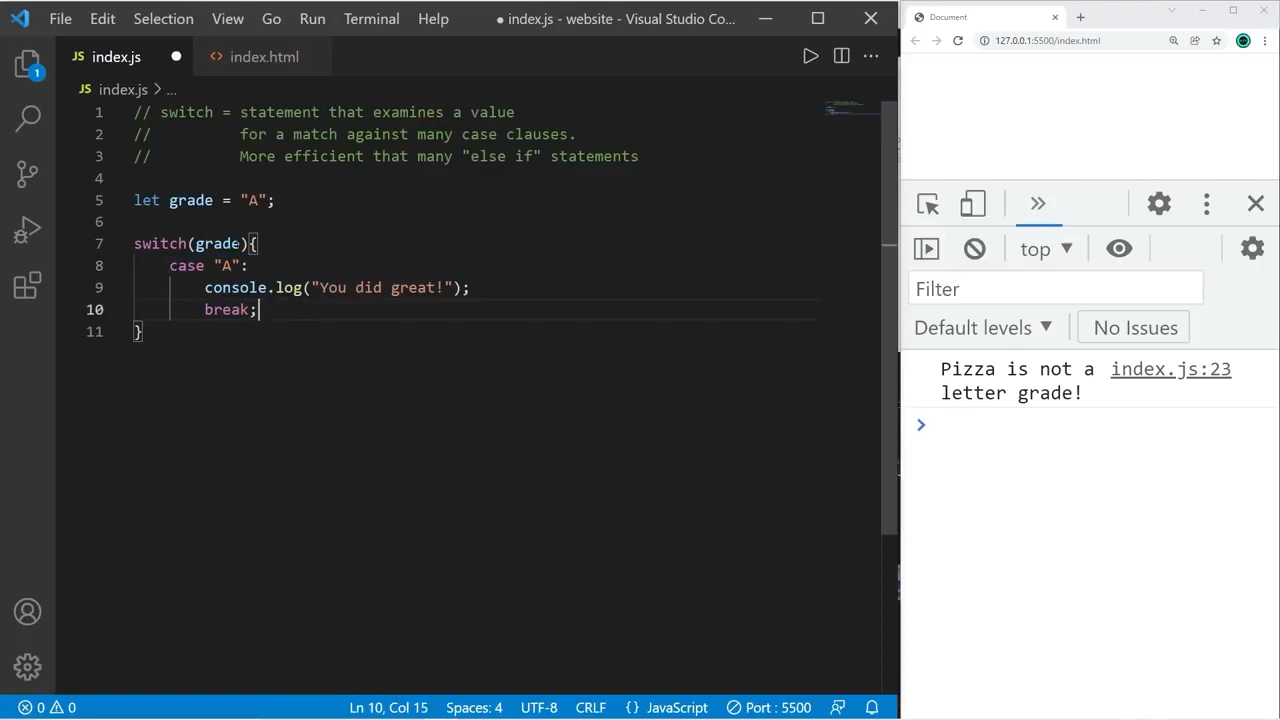 File Edit Selection View Go Run Terminal Help ● index.js - website - Visual Studio Co...
JS index.js ● <> index.html
JS index.js > ...
1 // switch = statement that examines a value
2 //          for a match against many case clauses.
3 //          More efficient that many "else if" statements
4
5 let grade = "A";
6
7 switch(grade){
8     case "A":
9         console.log("You did great!");
10         break;
11 }
1
0 0 Ln 10, Col 15 Spaces: 4 UTF-8 CRLF {} JavaScript Port : 5500
Document
127.0.0.1:5500/index.html
top
Filter
Default levels No Issues
Pizza is not a index.js:23
letter grade!